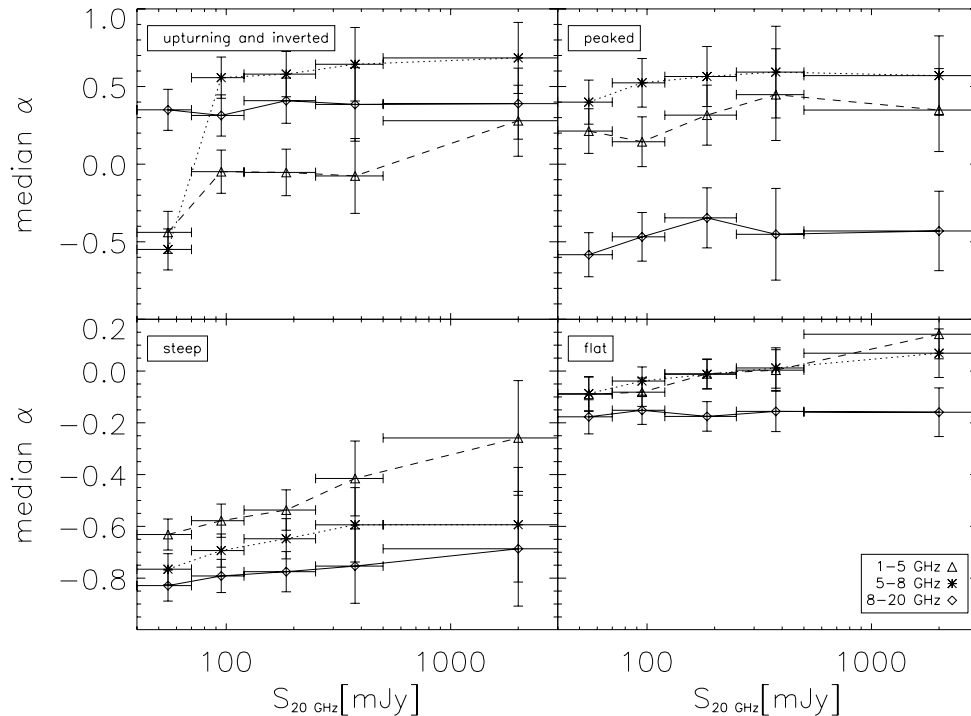 upturning and inverted
peaked
1.0
0.5
0.0
−0.5
median α
steep
flat
0.2
0.0
−0.2
−0.4
−0.6
−0.8
median α
1−5 GHz
5−8 GHz
8−20 GHz
100 1000 100 1000
S20 GHz[mJy] S20 GHz[mJy]